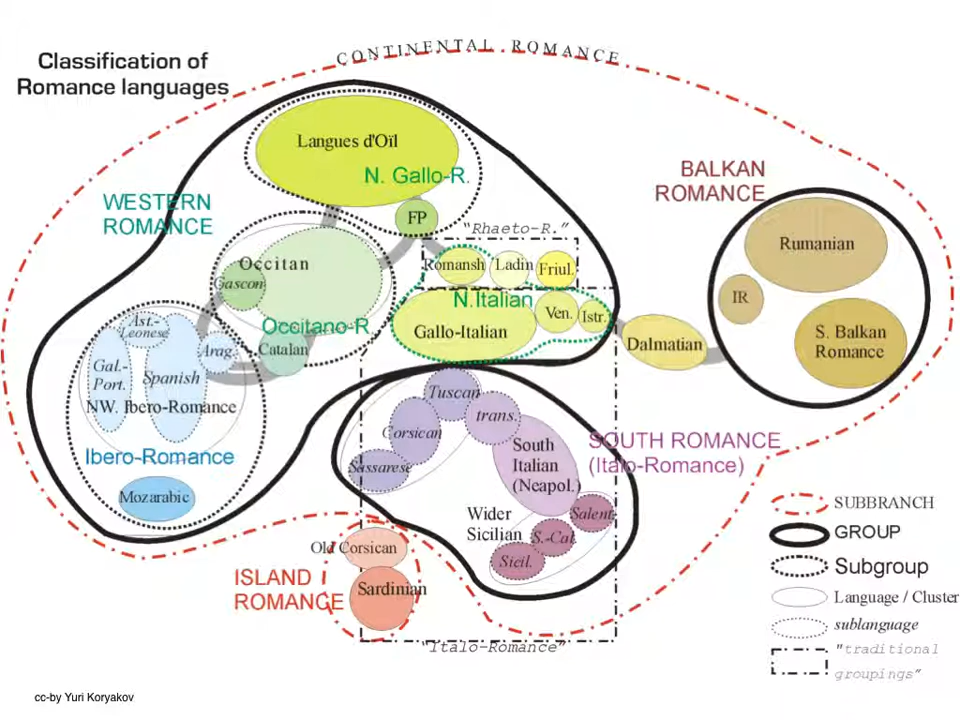 Classification of
Romance languages
CONTINENTAL ROMANCE
Langues d'Oïl
N. Gallo-R.
FP
WESTERN
ROMANCE
BALKAN
ROMANCE
"Rhaeto-R."
Occitan
Gascon
Romansh
Ladin
Friul.
Rumanian
IR
S. Balkan
Romance
N.Italian
Ven.
Istr.
Gallo-Italian
Dalmatian
Occitano-R
Catalan
Ast.-
Leonese
Arag.
Gal.-
Port.
Spanish
NW. Ibero-Romance
Ibero-Romance
Mozarabic
Tuscan
trans.
Corsican
Sassarese
South
Italian
(Neapol.)
SOUTH ROMANCE
(Italo-Romance)
Wider
Sicilian
Salent.
S.-Cal.
Sicil.
Old Corsican
Sardinian
ISLAND
ROMANCE
"Italo-Romance"
SUBBRANCH
GROUP
Subgroup
Language / Cluster
sublanguage
"traditional
groupings"
cc-by Yuri Koryakov